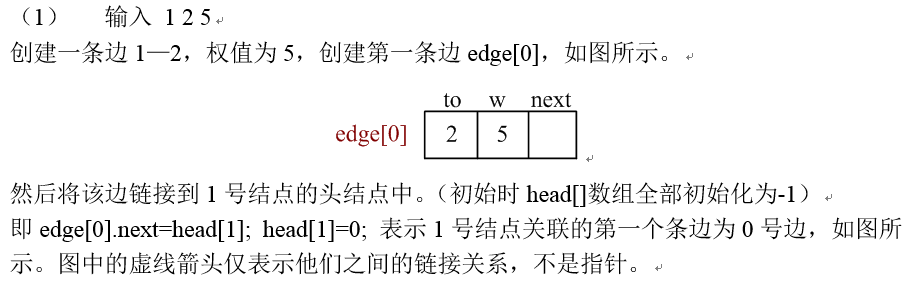 （1） 输入 1 2 5
创建一条边 1—2，权值为 5，创建第一条边 edge[0]，如图所示。
to w next
edge[0] 2 5
然后将该边链接到 1 号结点的头结点中。（初始时 head[]数组全部初始化为-1）
即 edge[0].next=head[1]; head[1]=0; 表示 1 号结点关联的第一个条边为 0 号边，如图所
示。图中的虚线箭头仅表示他们之间的链接关系，不是指针。